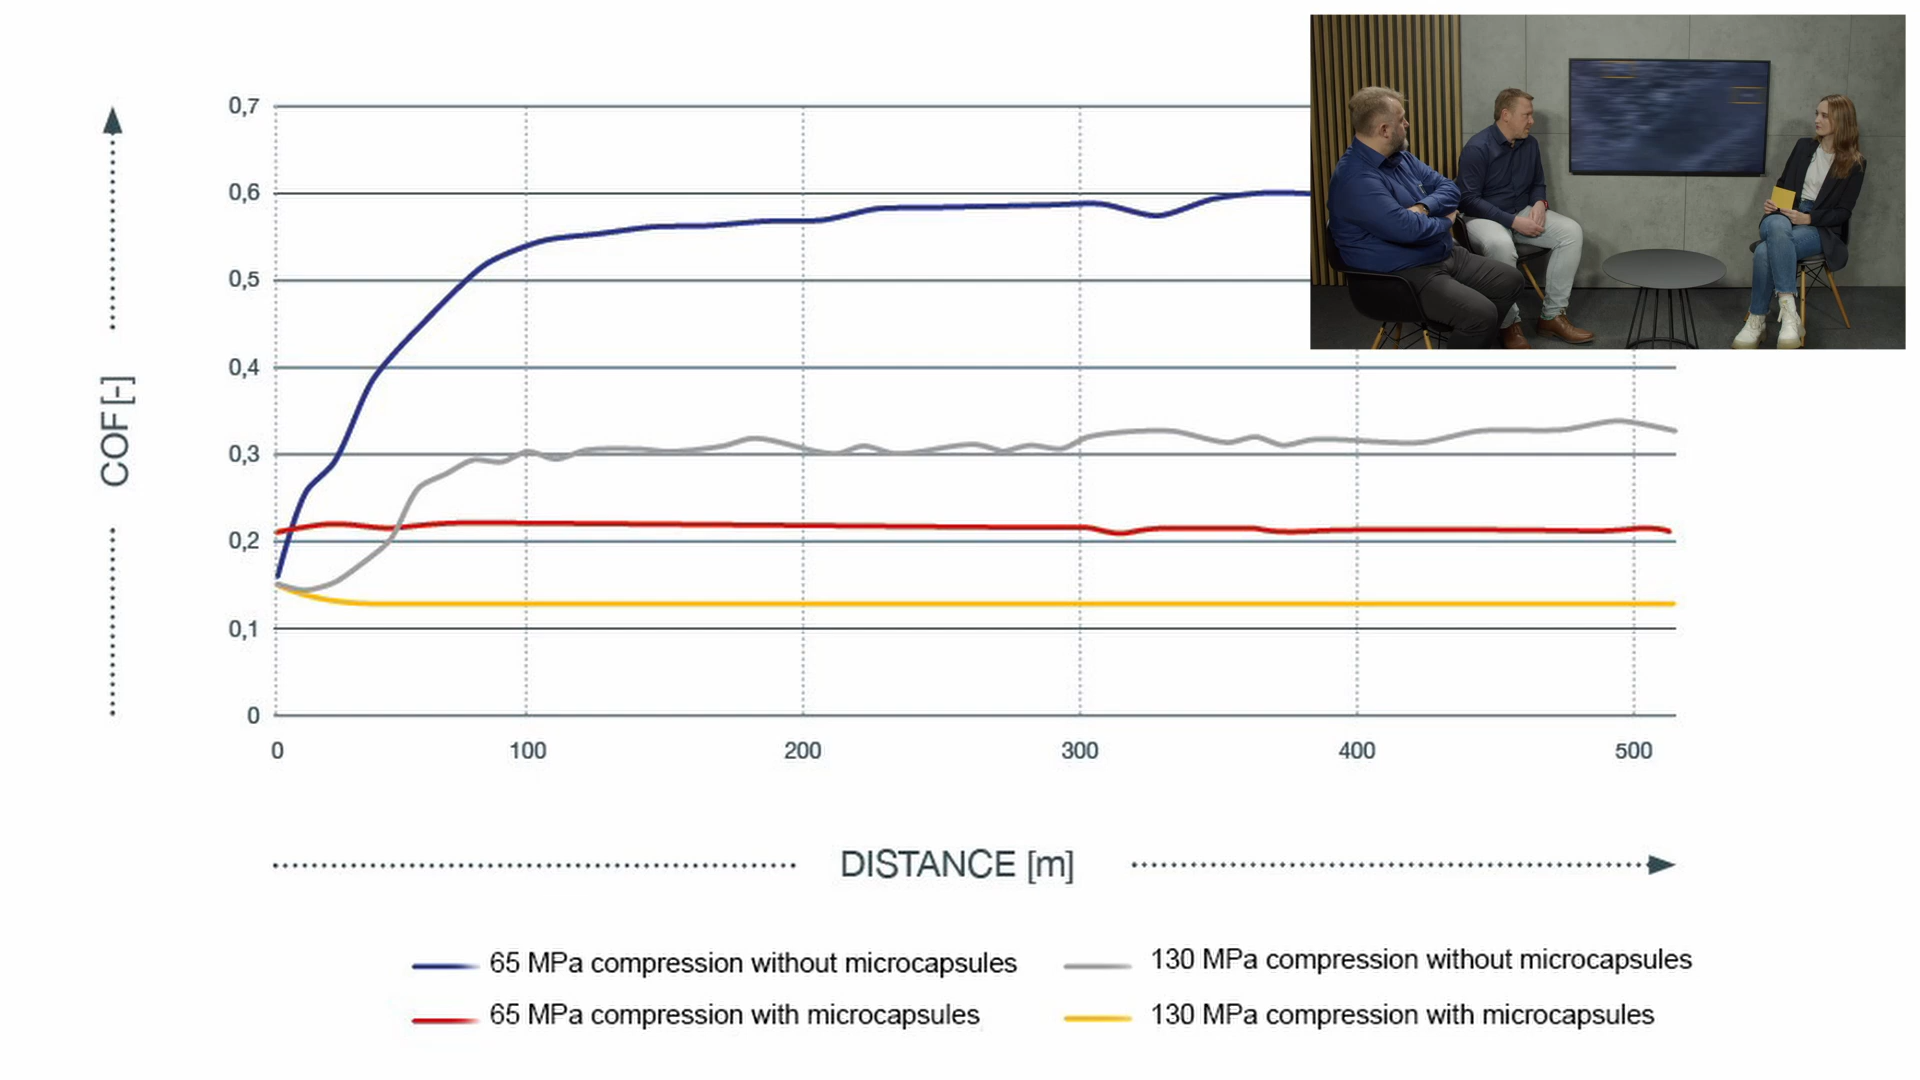 0,7
0,6
0,5
0,4
0,3
0,2
0,1
0
COF [-]
0 100 200 300 400 500
DISTANCE [m]
65 MPa compression without microcapsules
130 MPa compression without microcapsules
65 MPa compression with microcapsules
130 MPa compression with microcapsules